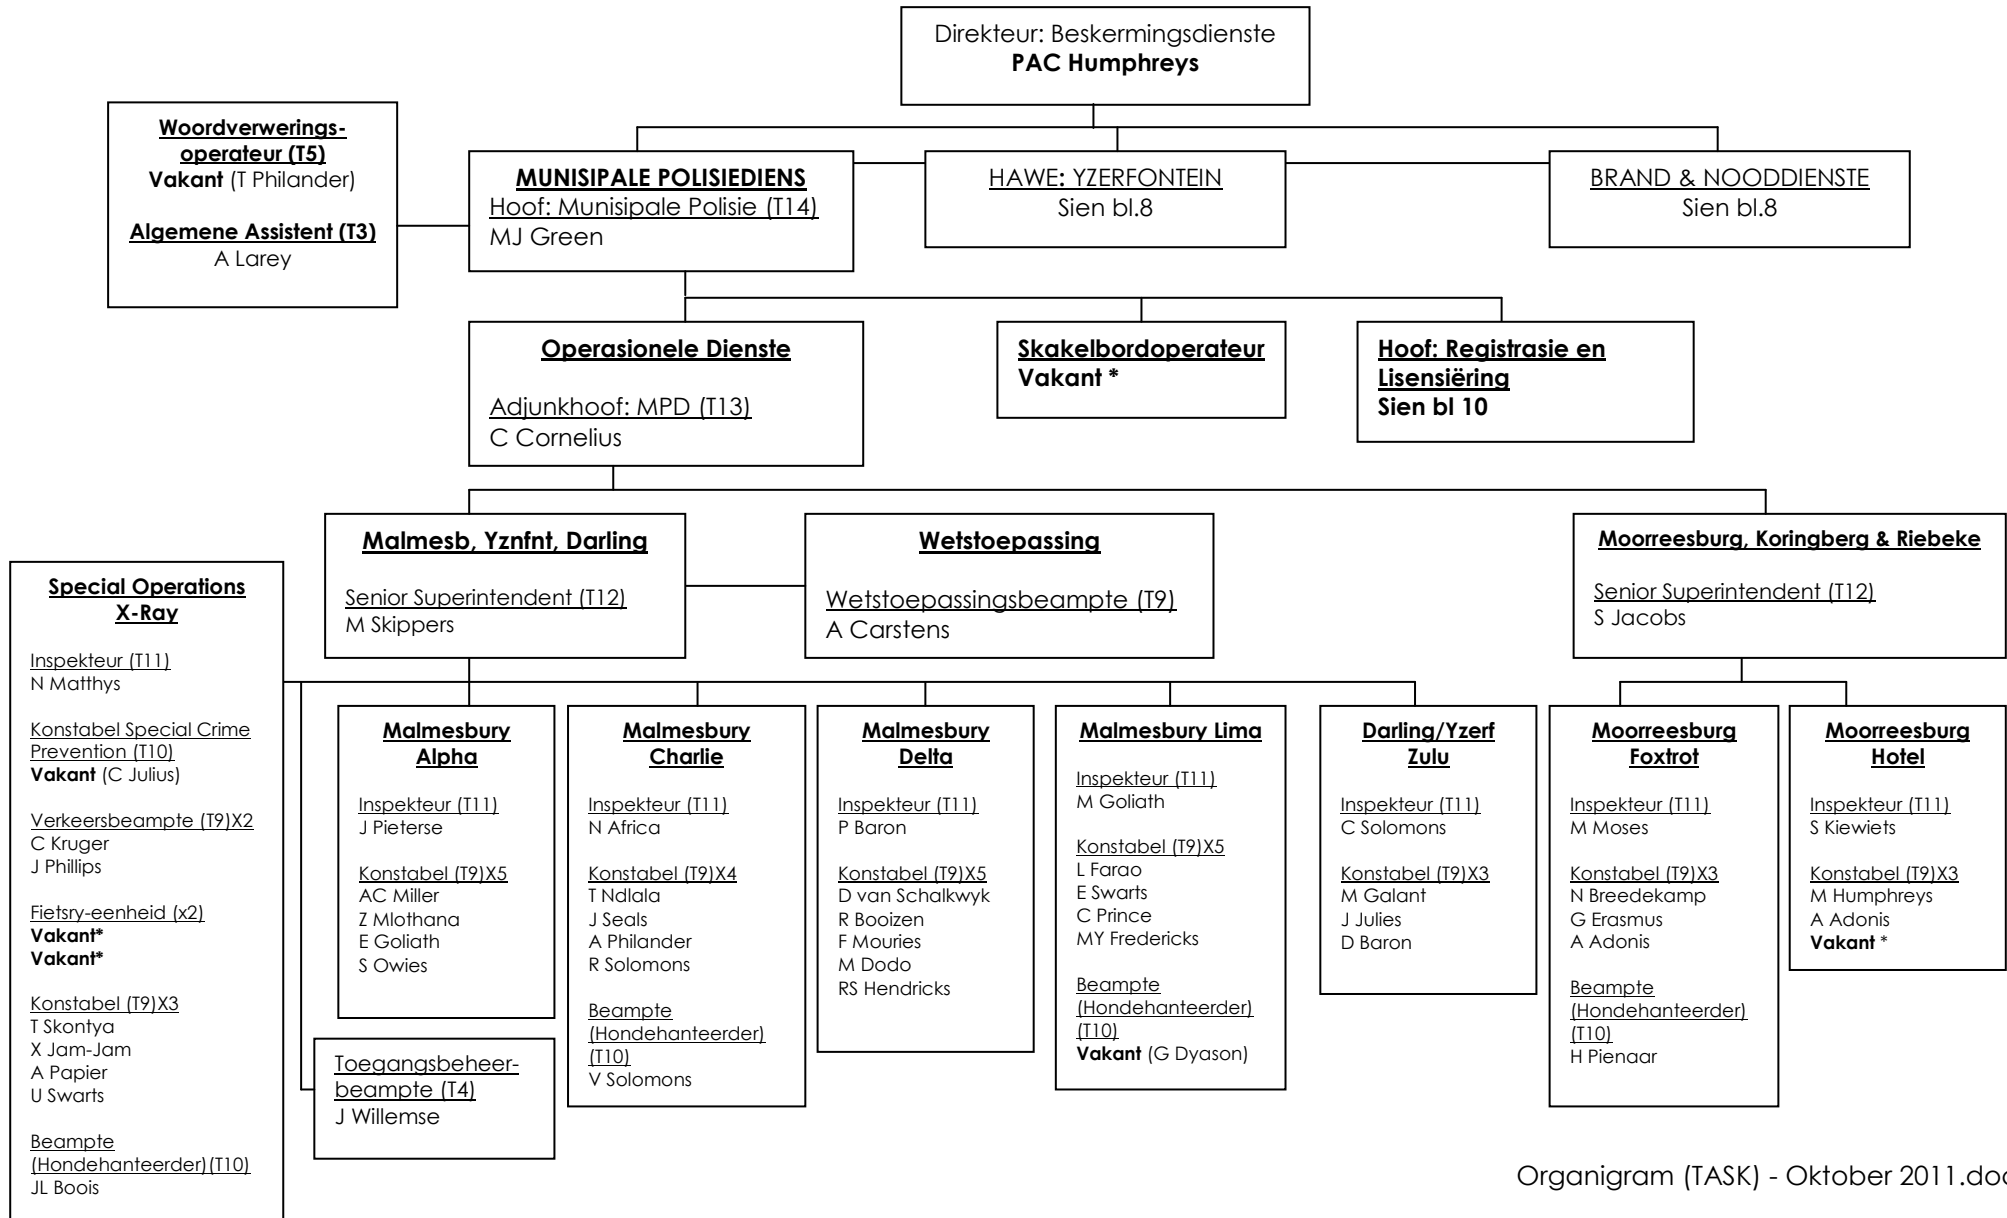 Direkteur: Beskermingsdienste
PAC Humphreys
Woordverwerings-
operateur (T5)
Vakant (T Philander)
Algemene Assistent (T3)
A Larey
MUNISIPALE POLISIEDIENS
Hoof: Munisipale Polisie (T14)
MJ Green
HAWE: YZERFONTEIN
Sien bl.8
BRAND & NOODDIENSTE
Sien bl.8
Operasionele Dienste
Adjunkhoof: MPD (T13)
C Cornelius
Skakelbordoperateur
Vakant *
Hoof: Registrasie en
Lisensiëring
Sien bl 10
Malmesb, Yznfnt, Darling
Senior Superintendent (T12)
M Skippers
Wetstoepassing
Wetstoepassingsbeampte (T9)
A Carstens
Moorreesburg, Koringberg & Riebeke
Senior Superintendent (T12)
S Jacobs
Special Operations
X-Ray
Inspekteur (T11)
N Matthys
Konstabel Special Crime
Prevention (T10)
Vakant (C Julius)
Verkeersbeampte (T9)X2
C Kruger
J Phillips
Fietsry-eenheid (x2)
Vakant*
Vakant*
Konstabel (T9)X3
T Skontya
X Jam-Jam
A Papier
U Swarts
Beampte
(Hondehanteerder)(T10)
JL Boois
Malmesbury
Alpha
Inspekteur (T11)
J Pieterse
Konstabel (T9)X5
AC Miller
Z Mlothana
E Goliath
S Owies
Toegangsbeheer-
beampte (T4)
J Willemse
Malmesbury
Charlie
Inspekteur (T11)
N Africa
Konstabel (T9)X4
T Ndlala
J Seals
A Philander
R Solomons
Beampte
(Hondehanteerder)
(T10)
V Solomons
Malmesbury
Delta
Inspekteur (T11)
P Baron
Konstabel (T9)X5
D van Schalkwyk
R Booizen
F Mouries
M Dodo
RS Hendricks
Malmesbury Lima
Inspekteur (T11)
M Goliath
Konstabel (T9)X5
L Farao
E Swarts
C Prince
MY Fredericks
Beampte
(Hondehanteerder)
(T10)
Vakant (G Dyason)
Darling/Yzerf
Zulu
Inspekteur (T11)
C Solomons
Konstabel (T9)X3
M Galant
J Julies
D Baron
Moorreesburg
Foxtrot
Inspekteur (T11)
M Moses
Konstabel (T9)X3
N Breedekamp
G Erasmus
A Adonis
Beampte
(Hondehanteerder)
(T10)
H Pienaar
Moorreesburg
Hotel
Inspekteur (T11)
S Kiewiets
Konstabel (T9)X3
M Humphreys
A Adonis
Vakant *
Organigram (TASK) - Oktober 2011.doc